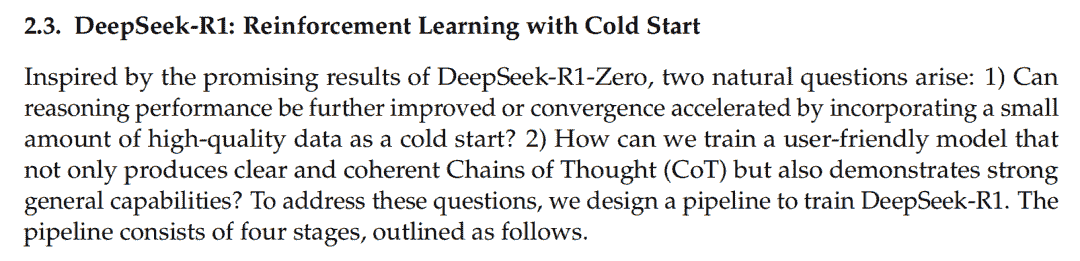 2.3. DeepSeek-R1: Reinforcement Learning with Cold Start
Inspired by the promising results of DeepSeek-R1-Zero, two natural questions arise: 1) Can
reasoning performance be further improved or convergence accelerated by incorporating a small
amount of high-quality data as a cold start? 2) How can we train a user-friendly model that
not only produces clear and coherent Chains of Thought (CoT) but also demonstrates strong
general capabilities? To address these questions, we design a pipeline to train DeepSeek-R1. The
pipeline consists of four stages, outlined as follows.